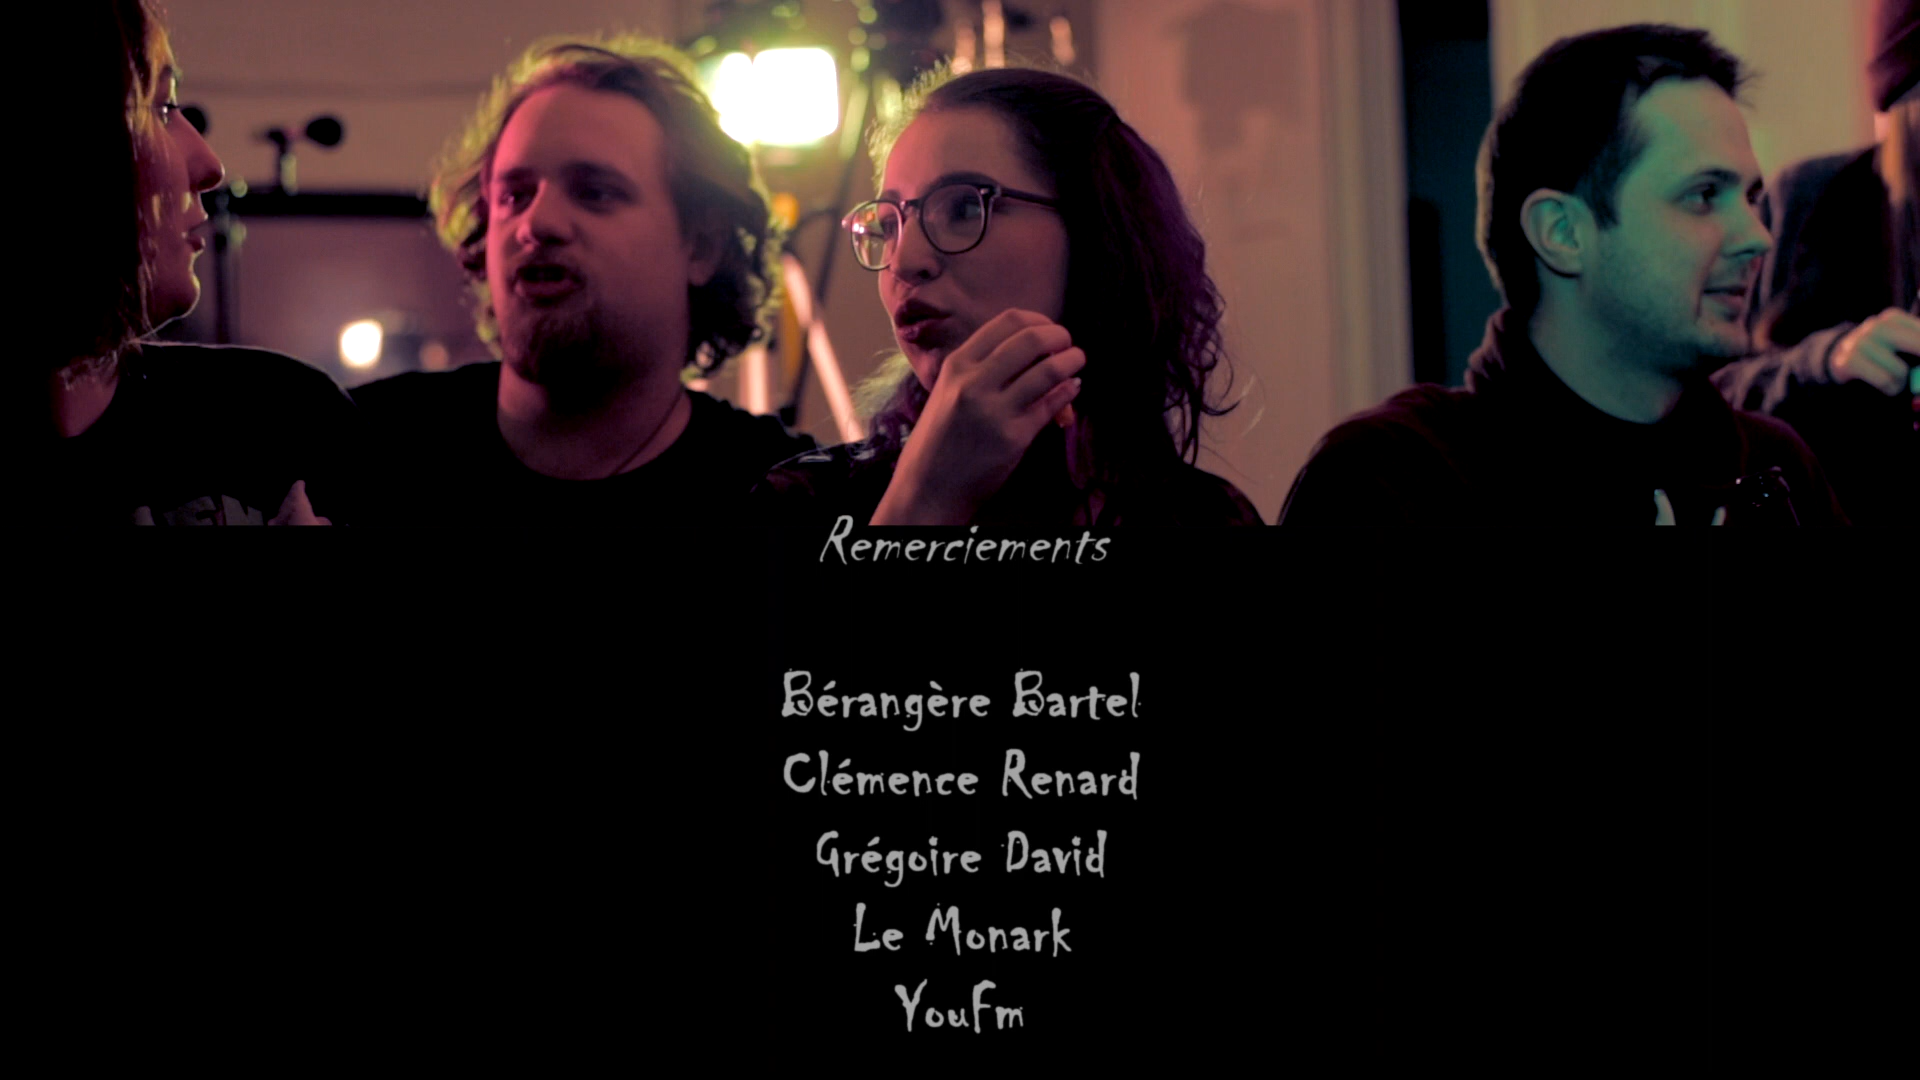 Remerciements
Bérangère Bartel
Clémence Renard
Grégoire David
Le Monark
YouFm